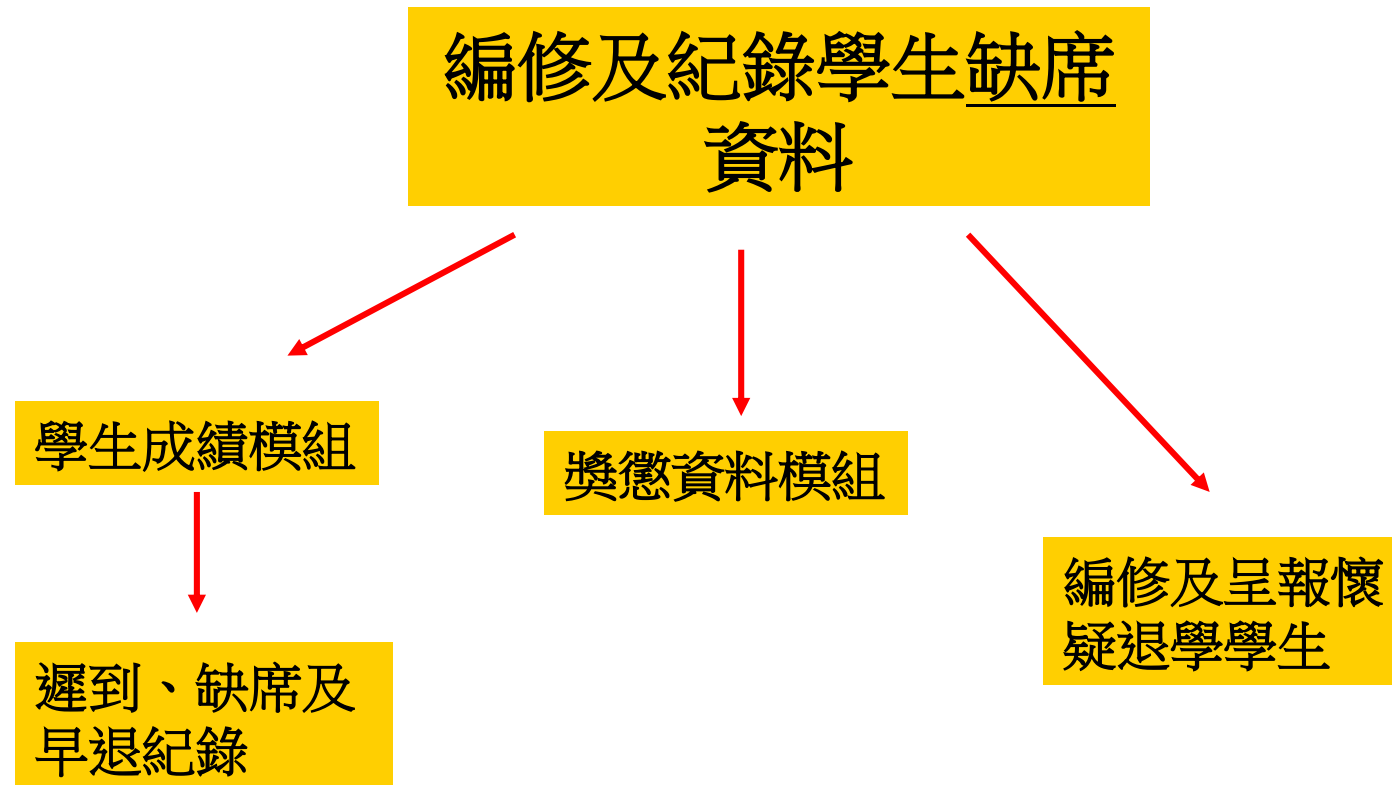 編修及紀錄學生缺席
資料
學生成績模組
獎懲資料模組
編修及呈報懷
疑退學學生
遲到、缺席及
早退紀錄